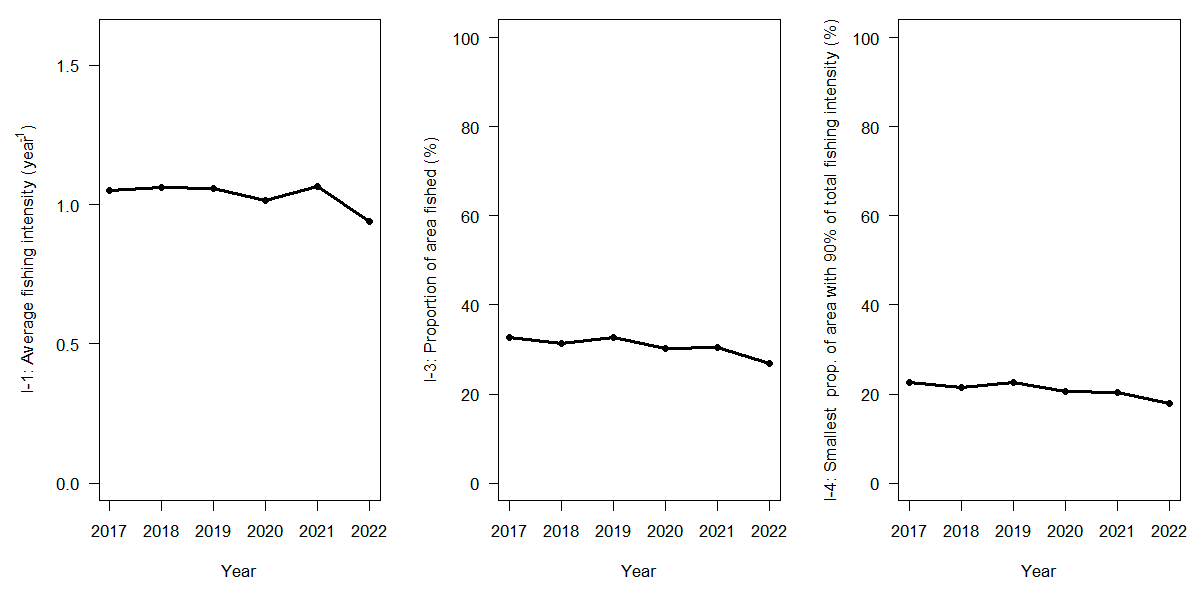 I-1: Average fishing intensity (year⁻¹)
1.5
1.0
0.5
0.0
2017 2018 2019 2020 2021 2022
Year
I-3: Proportion of area fished (%)
100
80
60
40
20
0
2017 2018 2019 2020 2021 2022
Year
I-4: Smallest prop. of area with 90% of total fishing intensity (%)
100
80
60
40
20
0
2017 2018 2019 2020 2021 2022
Year